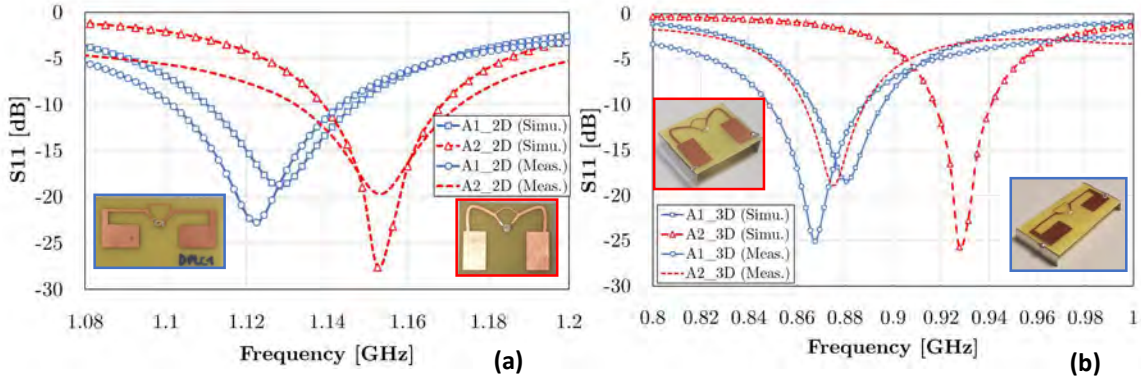 0
-5
-10
-15
-20
-25
-30
S11 [dB]
A1_2D (Simu.)
A2_2D (Simu.)
A1_2D (Meas.)
A2_2D (Meas.)
DPLC1
1.08 1.1 1.12 1.14 1.16 1.18 1.2
Frequency [GHz]
(a)
0
-5
-10
-15
-20
-25
-30
S11 [dB]
A1_3D (Simu.)
A2_3D (Simu.)
A1_3D (Meas.)
A2_3D (Meas.)
0.8 0.82 0.84 0.86 0.88 0.9 0.92 0.94 0.96 0.98 1
Frequency [GHz]
(b)